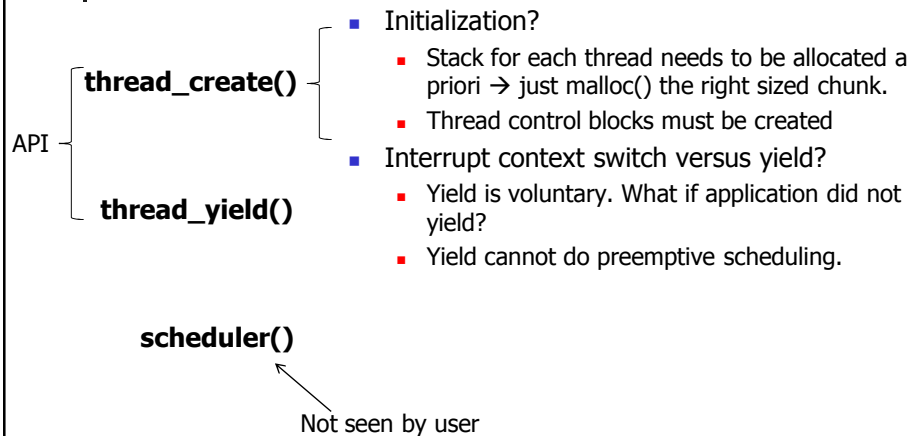 Initialization?
Stack for each thread needs to be allocated a
priori → just malloc() the right sized chunk.
thread_create()
Thread control blocks must be created
API
Interrupt context switch versus yield?
Yield is voluntary. What if application did not
yield?
thread_yield()
Yield cannot do preemptive scheduling.
scheduler()
Not seen by user